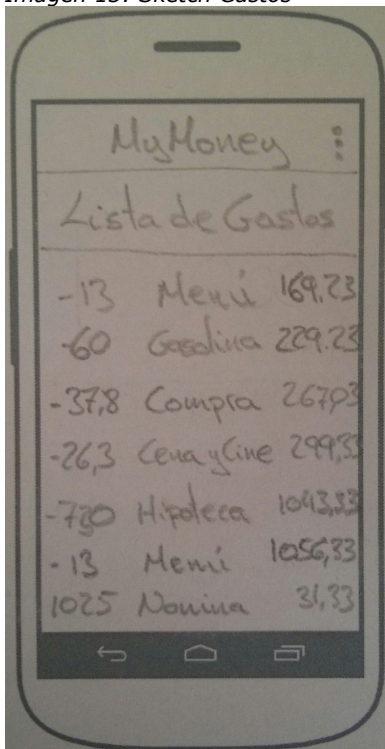 Imagen 15. Sketch Gastos
MyMoney
Lista de Gastos
-13 Menú 169.23
-60 Gasolina 229.23
-37,8 Compra 267,03
-26,3 Cena y Cine 299,33
-730 Hipoteca 1043,33
-13 Menú 1056,33
1025 Nomina 31,33